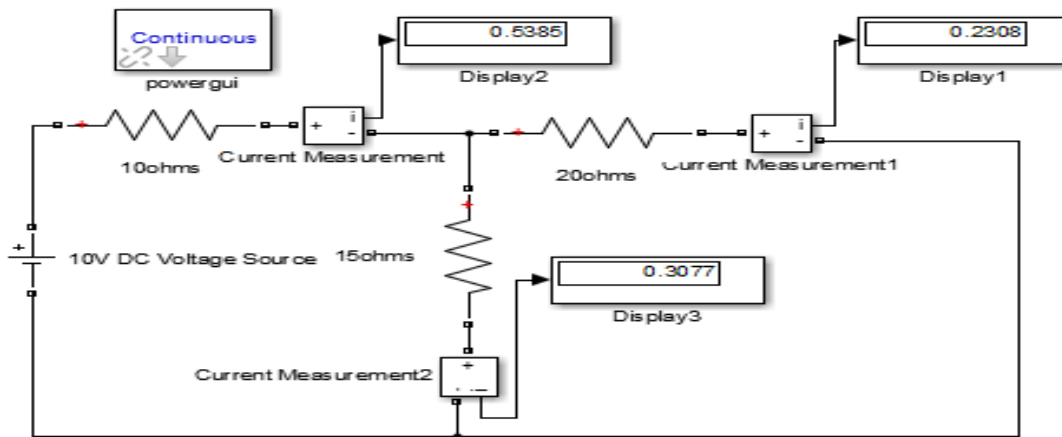 0.5385
0.2308
Continuous
Display2
Display1
powergui
i
i
+
-
+
-
Current Measurement
Current Measurement1
10ohms
20ohms
+
10V DC Voltage Source
15ohms
0.3077
Display3
+
Current Measurement2